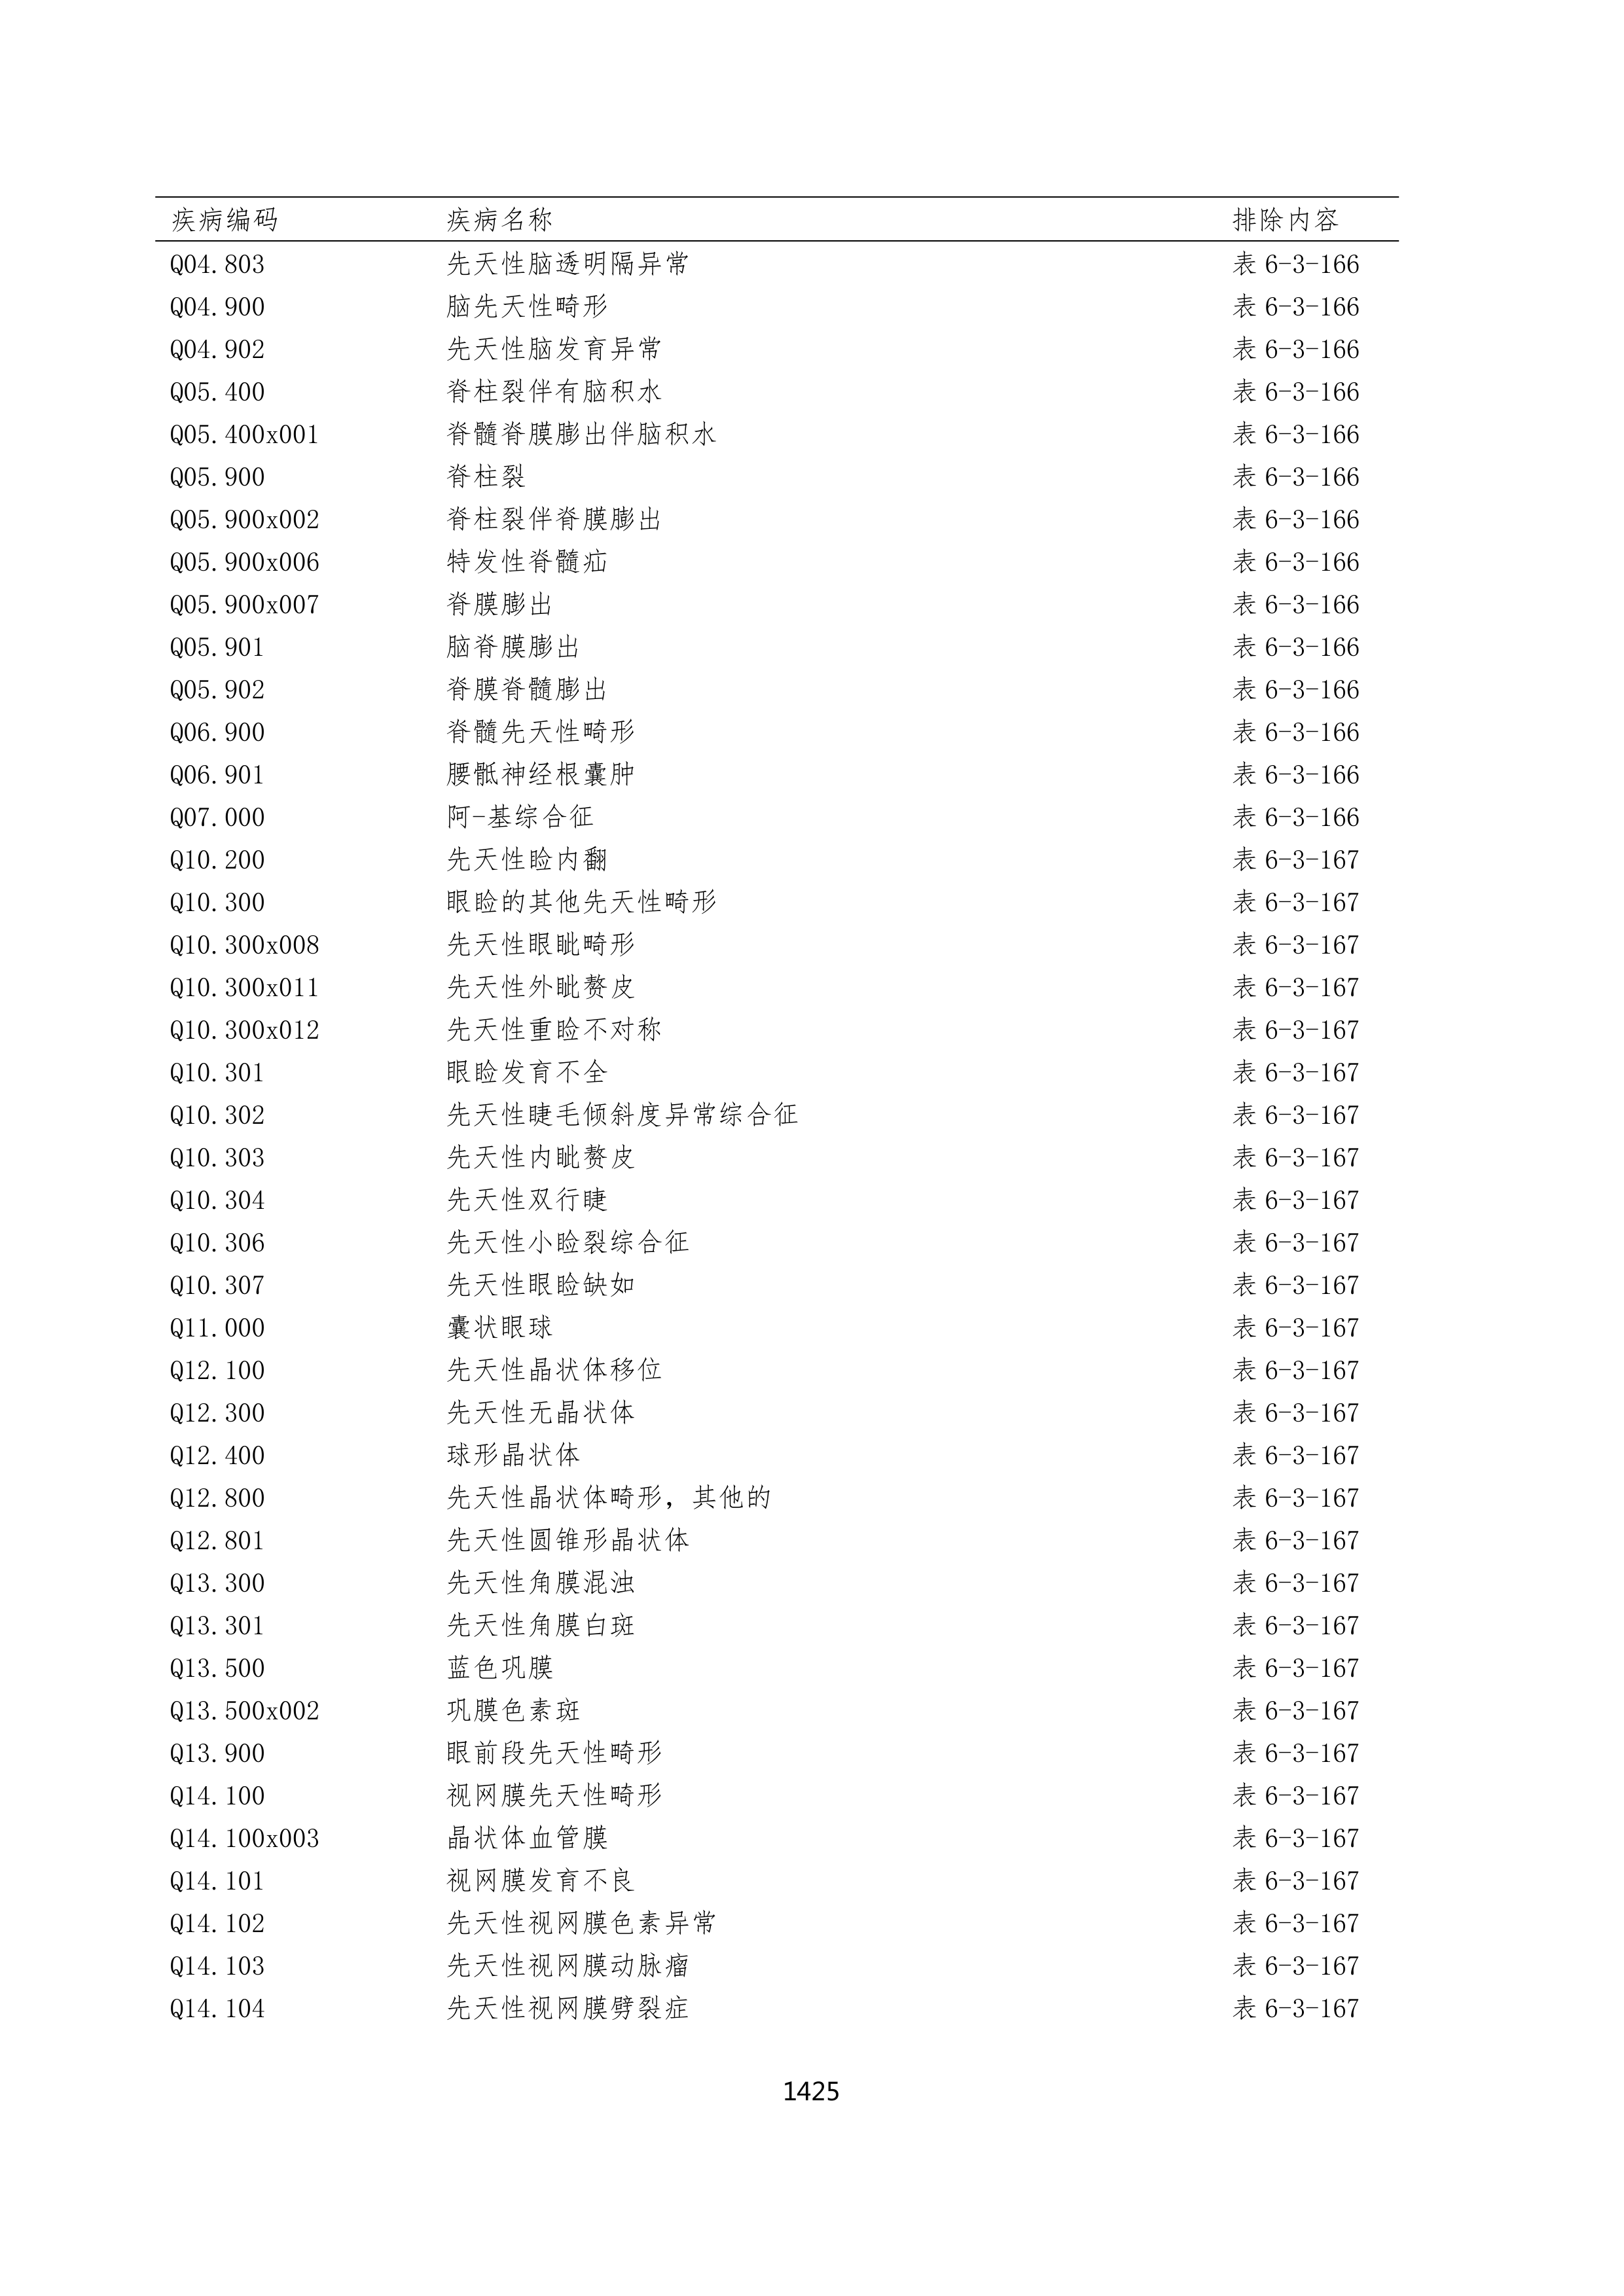 疾病编码 疾病名称 排除内容
Q04.803 先天性脑透明隔异常 表 6-3-166
Q04.900 脑先天性畸形 表 6-3-166
Q04.902 先天性脑发育异常 表 6-3-166
Q05.400 脊柱裂伴有脑积水 表 6-3-166
Q05.400x001 脊髓脊膜膨出伴脑积水 表 6-3-166
Q05.900 脊柱裂 表 6-3-166
Q05.900x002 脊柱裂伴脊膜膨出 表 6-3-166
Q05.900x006 特发性脊髓疝 表 6-3-166
Q05.900x007 脊膜膨出 表 6-3-166
Q05.901 脑脊膜膨出 表 6-3-166
Q05.902 脊膜脊髓膨出 表 6-3-166
Q06.900 脊髓先天性畸形 表 6-3-166
Q06.901 腰骶神经根囊肿 表 6-3-166
Q07.000 阿-基综合征 表 6-3-166
Q10.200 先天性睑内翻 表 6-3-167
Q10.300 眼睑的其他先天性畸形 表 6-3-167
Q10.300x008 先天性眼眦畸形 表 6-3-167
Q10.300x011 先天性外眦赘皮 表 6-3-167
Q10.300x012 先天性重睑不对称 表 6-3-167
Q10.301 眼睑发育不全 表 6-3-167
Q10.302 先天性睫毛倾斜度异常综合征 表 6-3-167
Q10.303 先天性内眦赘皮 表 6-3-167
Q10.304 先天性双行睫 表 6-3-167
Q10.306 先天性小睑裂综合征 表 6-3-167
Q10.307 先天性眼睑缺如 表 6-3-167
Q11.000 囊状眼球 表 6-3-167
Q12.100 先天性晶状体移位 表 6-3-167
Q12.300 先天性无晶状体 表 6-3-167
Q12.400 球形晶状体 表 6-3-167
Q12.800 先天性晶状体畸形，其他的 表 6-3-167
Q12.801 先天性圆锥形晶状体 表 6-3-167
Q13.300 先天性角膜混浊 表 6-3-167
Q13.301 先天性角膜白斑 表 6-3-167
Q13.500 蓝色巩膜 表 6-3-167
Q13.500x002 巩膜色素斑 表 6-3-167
Q13.900 眼前段先天性畸形 表 6-3-167
Q14.100 视网膜先天性畸形 表 6-3-167
Q14.100x003 晶状体血管膜 表 6-3-167
Q14.101 视网膜发育不良 表 6-3-167
Q14.102 先天性视网膜色素异常 表 6-3-167
Q14.103 先天性视网膜动脉瘤 表 6-3-167
Q14.104 先天性视网膜劈裂症 表 6-3-167
1425